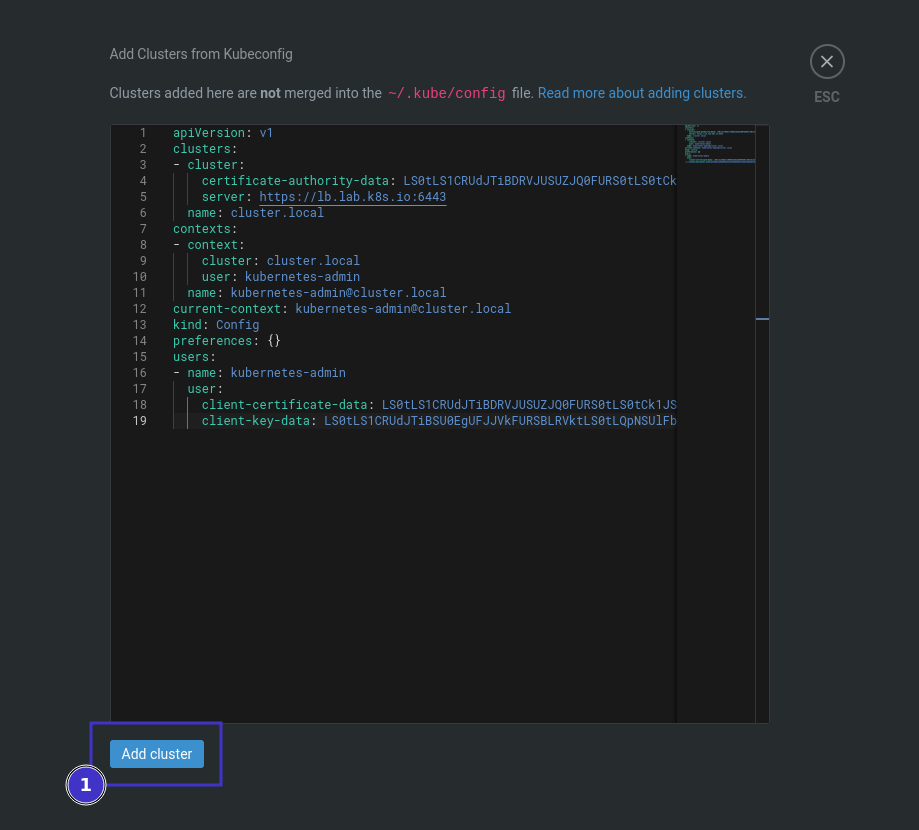 Add Clusters from Kubeconfig
ESC
Clusters added here are not merged into the ~/.kube/config file. Read more about adding clusters.
1 apiVersion: v1
2 clusters:
3 - cluster:
4 certificate-authority-data: LS0tLS1CRUdJTiBDRVJUSUZJQ0FURS0tLS0tCk
5 server: https://lb.lab.k8s.io:6443
6 name: cluster.local
7 contexts:
8 - context:
9 cluster: cluster.local
10 user: kubernetes-admin
11 name: kubernetes-admin@cluster.local
12 current-context: kubernetes-admin@cluster.local
13 kind: Config
14 preferences: {}
15 users:
16 - name: kubernetes-admin
17 user:
18 client-certificate-data: LS0tLS1CRUdJTiBDRVJUSUZJQ0FURS0tLS0tCk1JS
19 client-key-data: LS0tLS1CRUdJTiBSU0EgUFJJVkFURSBLRVktLS0tLQpNSUlFb
Add cluster
1